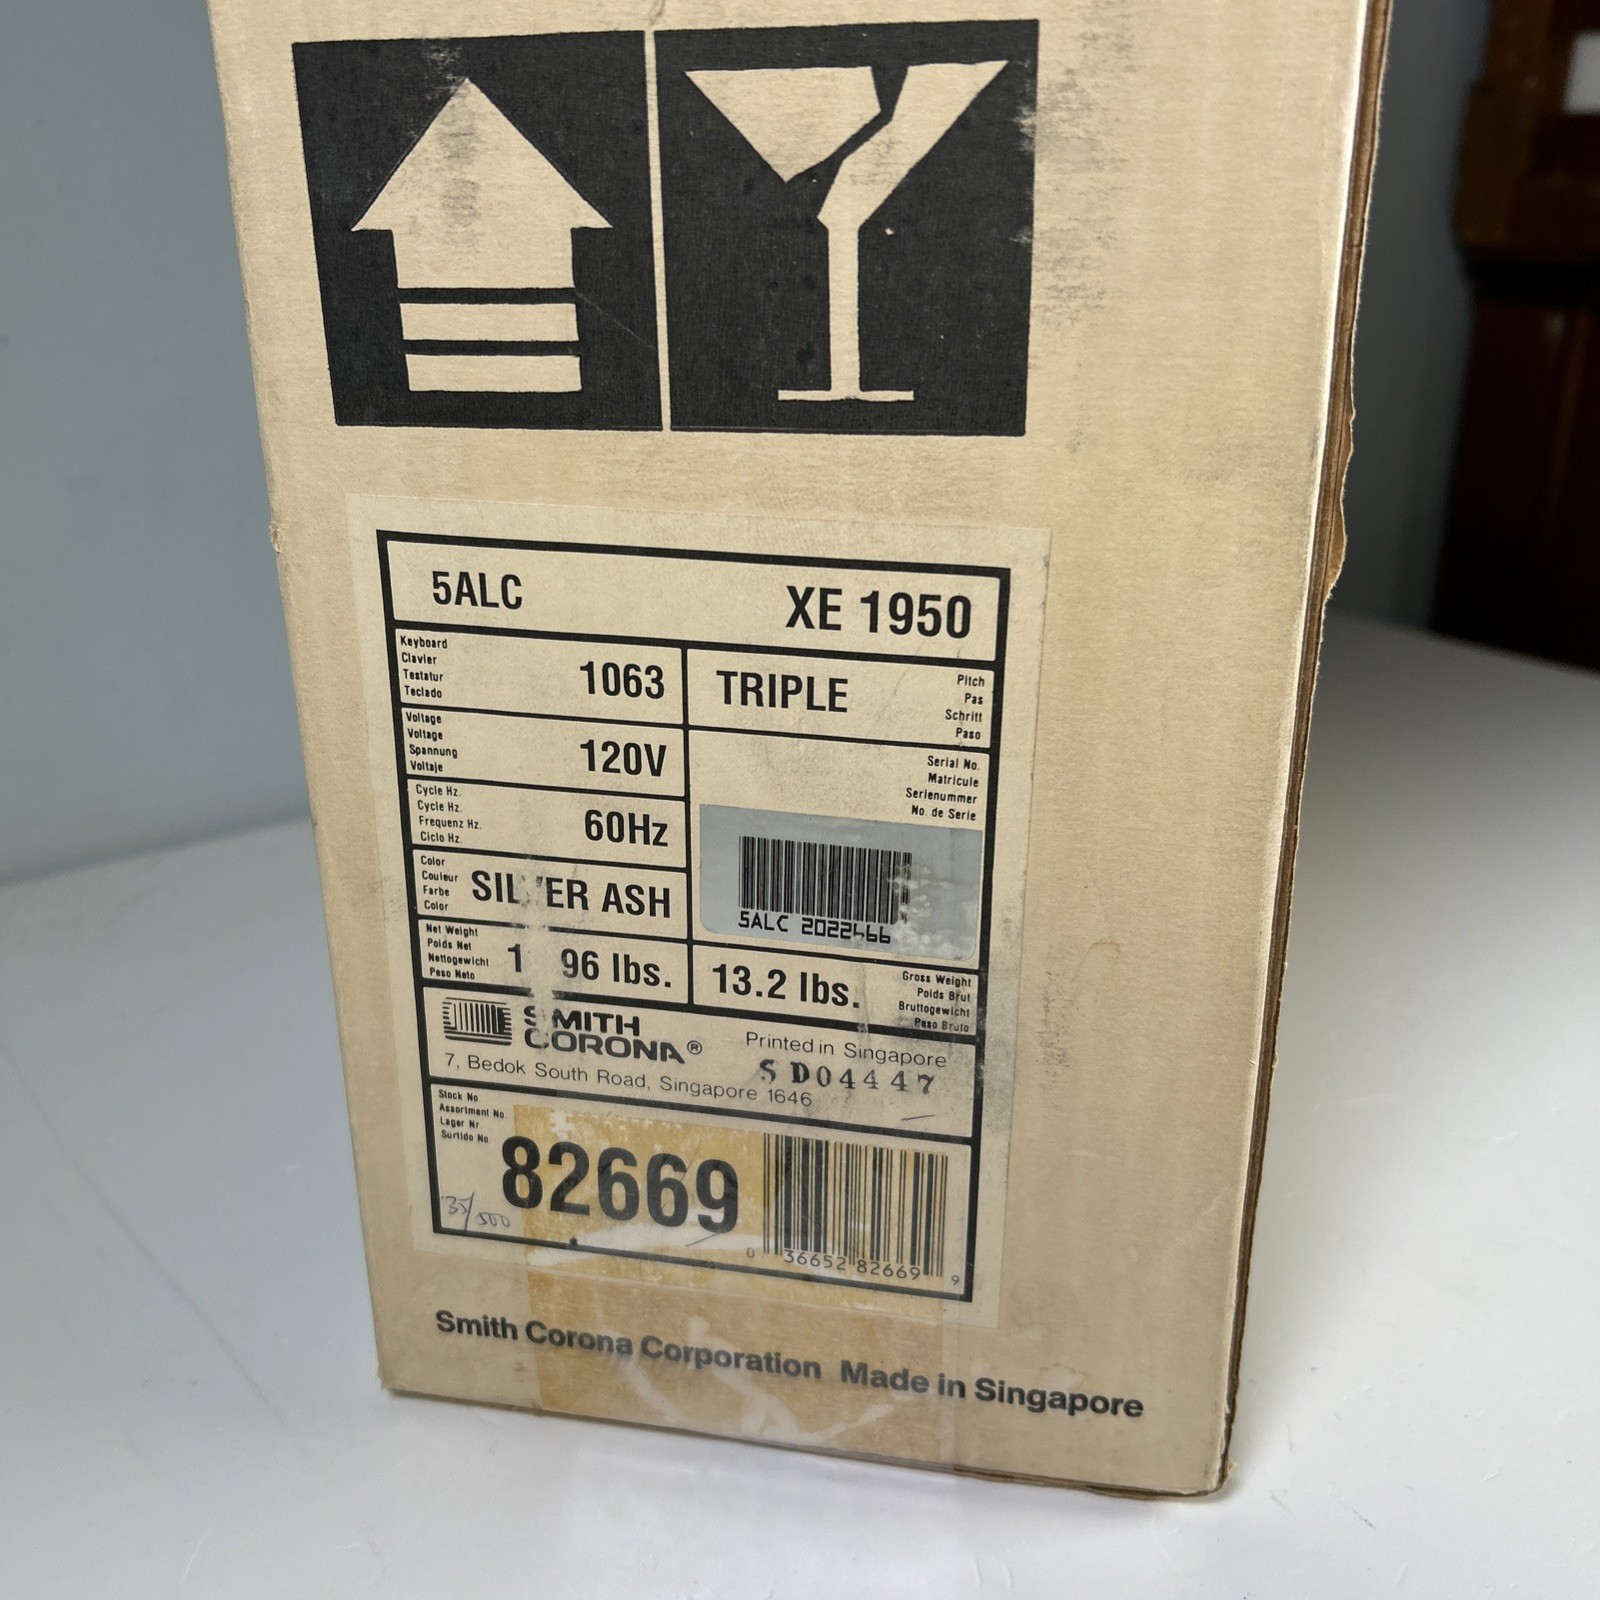 5ALC XE 1950
Keyboard
Clavier
Testatur
Teclado
1063
TRIPLE
Pitch
Pas
Schritt
Paso
Voltage
Voltage
Spannung
Voltaje
120V
Serial No.
Matricule
Serienummer
No. de Serie
Cycle Hz.
Cycle Hz.
Frequenz Hz.
Ciclo Hz.
60Hz
Color
Couleur
Farbe
Color
SILVER ASH
5ALC
Net Weight
Poids Net
Nettogewicht
Peso Neto
96 lbs.
13.2 lbs.
Gross Weight
Poids Brut
Bruttogewicht
Peso Bruto
SMITH
CORONA®
Printed in Singapore
7, Bedok South Road, Singapore 1646
SD04447
Stock No.
Assortment No.
Lager Nr
Surtido No.
82669
35/500
0 36652 82669 9
Smith Corona Corporation Made in Singapore